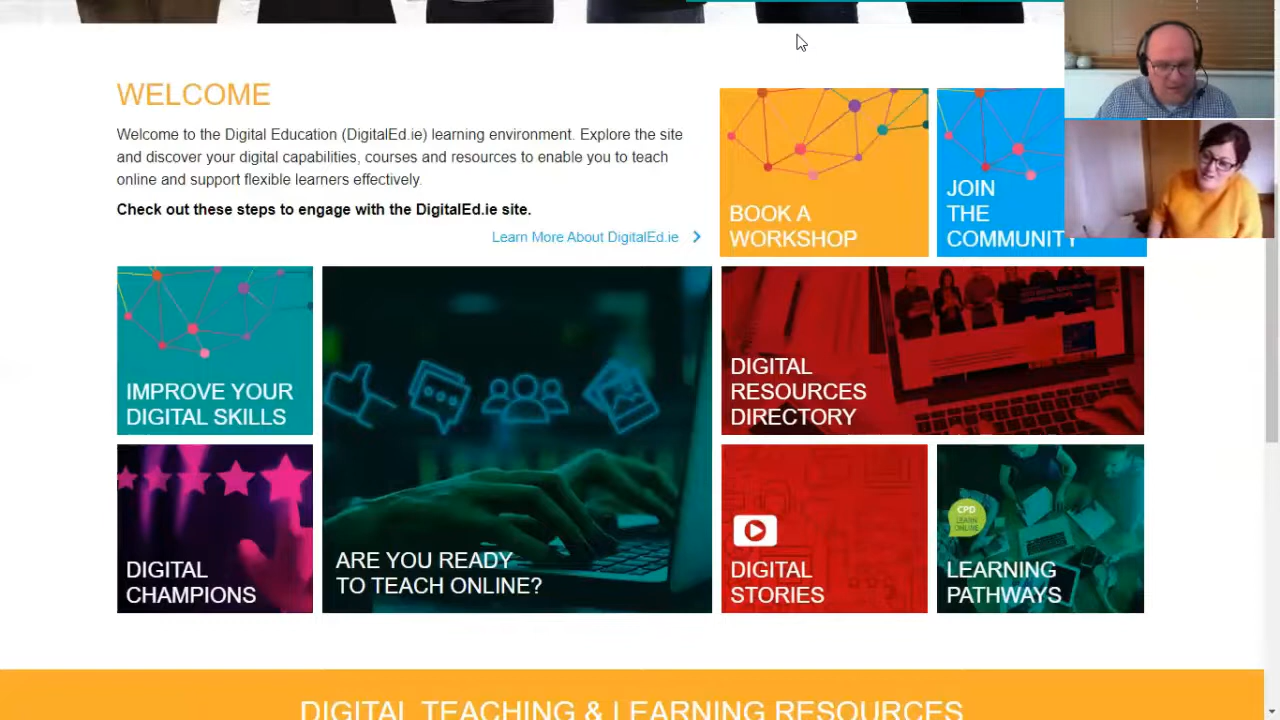 WELCOME
Welcome to the Digital Education (DigitalEd.ie) learning environment. Explore the site
and discover your digital capabilities, courses and resources to enable you to teach
online and support flexible learners effectively.
Check out these steps to engage with the DigitalEd.ie site.
Learn More About DigitalEd.ie
BOOK A
WORKSHOP
JOIN
THE
COMMUNITY
IMPROVE YOUR
DIGITAL SKILLS
ARE YOU READY
TO TEACH ONLINE?
DIGITAL
RESOURCES
DIRECTORY
DIGITAL
CHAMPIONS
DIGITAL
STORIES
CPD
LEARN
ONLINE
LEARNING
PATHWAYS
DIGITAL TEACHING & LEARNING RESOURCES